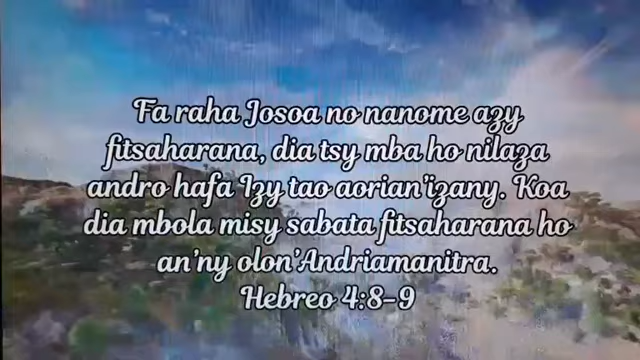 Fa raha Josoa no nanome azy
fitsaharana, dia tsy mba ho nilaza
andro hafa Izy tao aorian'izany. Koa
dia mbola misy sabata fitsaharana ho
an'ny olon'Andriamanitra.
Hebreo 4:8-9